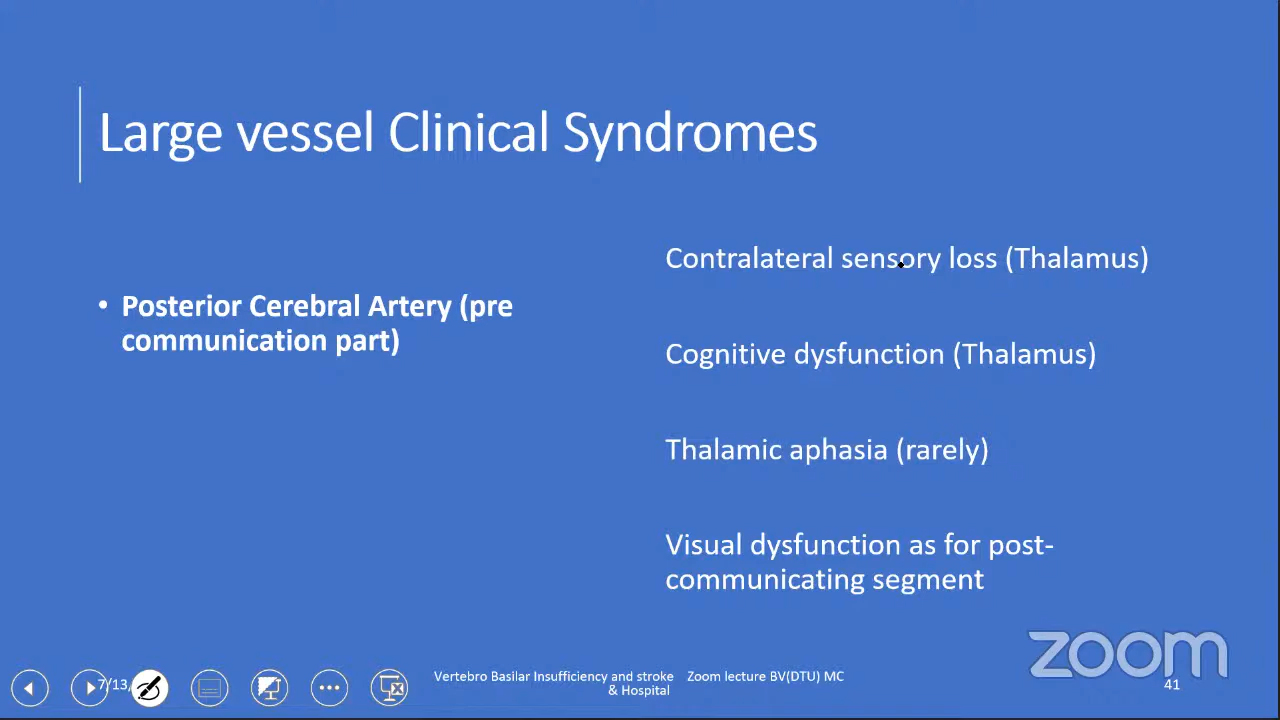 Large vessel Clinical Syndromes
• Posterior Cerebral Artery (pre
communication part)
Contralateral sensory loss (Thalamus)
Cognitive dysfunction (Thalamus)
Thalamic aphasia (rarely)
Visual dysfunction as for post-
communicating segment
zoom
7/13/
Vertebro Basilar Insufficiency and stroke Zoom lecture BV(DTU) MC
& Hospital
41